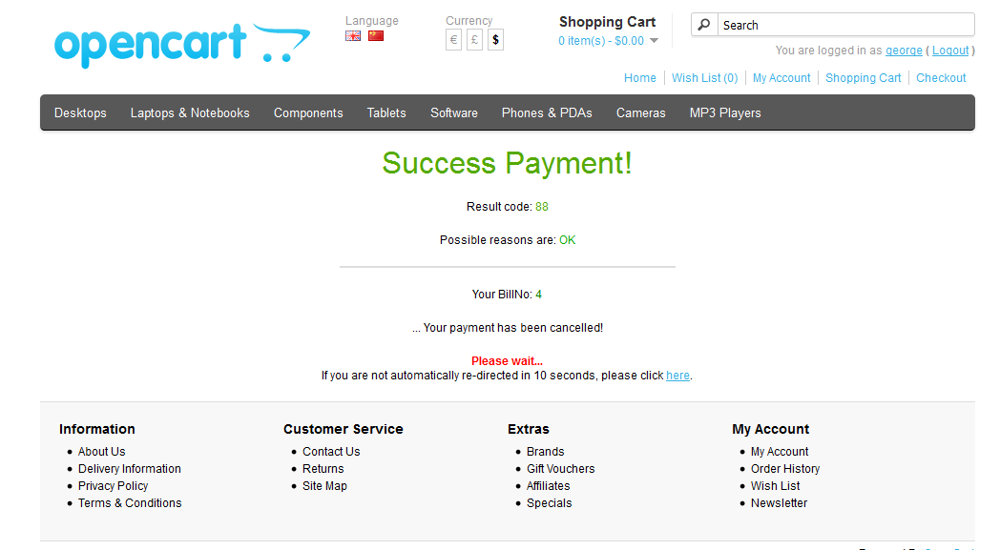 opencart
Language
Currency
€ £ $
Shopping Cart
0 item(s) - $0.00
Search
You are logged in as george ( Logout )
Home Wish List (0) My Account Shopping Cart Checkout
Desktops Laptops & Notebooks Components Tablets Software Phones & PDAs Cameras MP3 Players
Success Payment!
Result code: 88
Possible reasons are: OK
Your BillNo: 4
... Your payment has been cancelled!
Please wait...
If you are not automatically re-directed in 10 seconds, please click here.
Information
About Us
Delivery Information
Privacy Policy
Terms & Conditions
Customer Service
Contact Us
Returns
Site Map
Extras
Brands
Gift Vouchers
Affiliates
Specials
My Account
My Account
Order History
Wish List
Newsletter